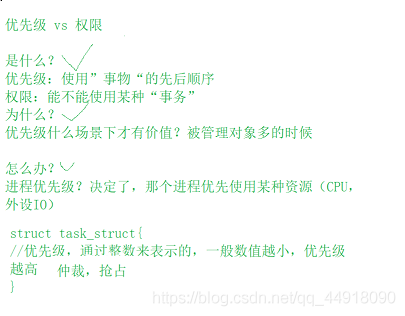 优先级 vs 权限
是什么？
优先级：使用”事物“的先后顺序
权限：能不能使用某种“事务”
为什么？
优先级什么场景下才有价值？被管理对象多的时候
怎么办？
进程优先级？决定了，那个进程优先使用某种资源（CPU，
外设IO）
struct task_struct{
//优先级，通过整数来表示的，一般数值越小，优先级
越高 仲裁，抢占
}
https://blog.csdn.net/qq_44918090